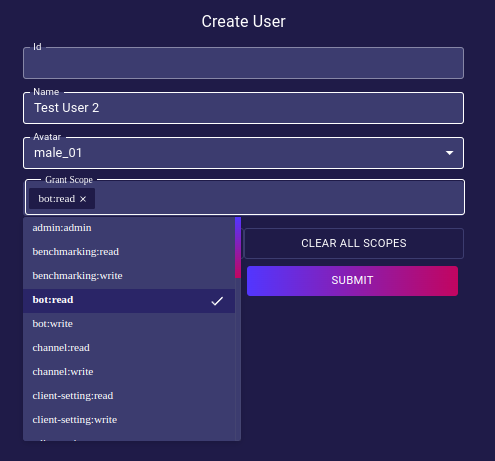 Create User
Id
Name
Test User 2
Avatar
male_01
Grant Scope
bot:read ×
admin:admin
benchmarking:read
benchmarking:write
bot:read
bot:write
channel:read
channel:write
client-setting:read
client-setting:write
CLEAR ALL SCOPES
SUBMIT